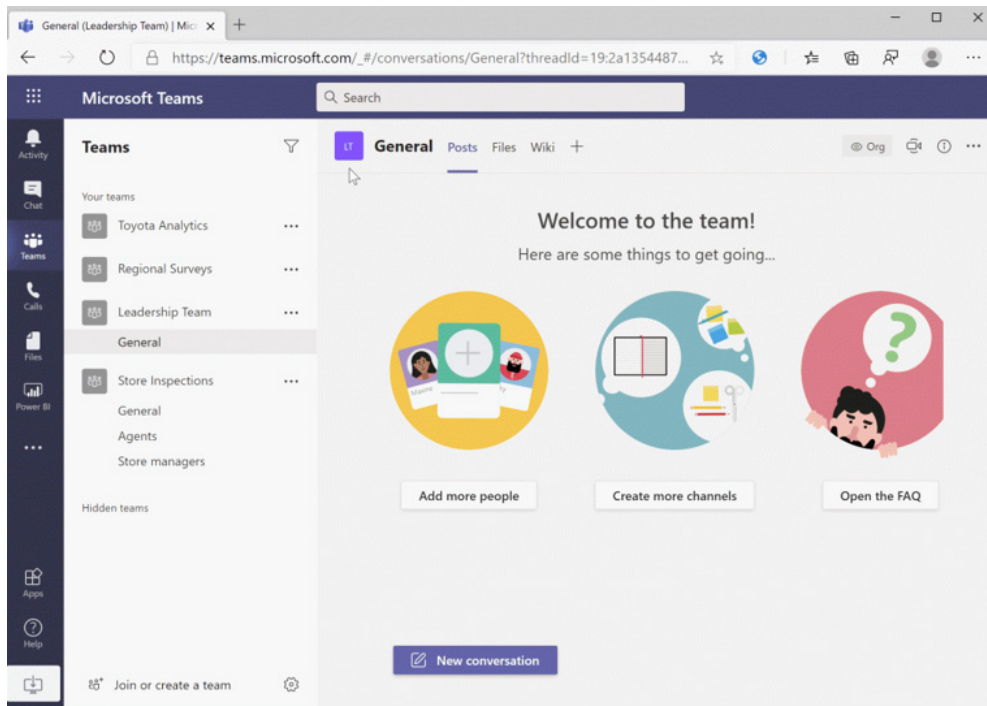 General (Leadership Team) | Mic
https://teams.microsoft.com/_#/conversations/General?threadId=19:2a1354487...
Microsoft Teams
Search
Activity
Chat
Teams
Calls
Files
Power BI
Apps
Help
Teams
Your teams
Toyota Analytics
Regional Surveys
Leadership Team
General
Store Inspections
General
Agents
Store managers
Hidden teams
Join or create a team
LT General Posts Files Wiki
Org
Welcome to the team!
Here are some things to get going...
Maxine
Add more people
Create more channels
Open the FAQ
New conversation